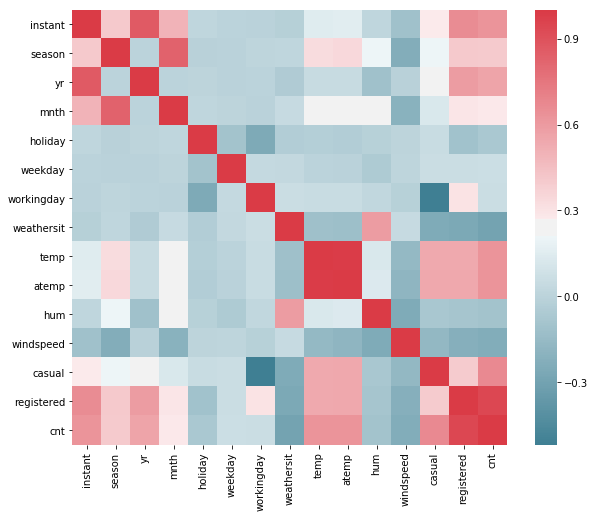 instant
season
yr
mnth
holiday
weekday
workingday
weathersit
temp
atemp
hum
windspeed
casual
registered
cnt
instant season yr mnth holiday weekday workingday weathersit temp atemp hum windspeed casual registered cnt
0.9
0.6
0.3
0.0
−0.3